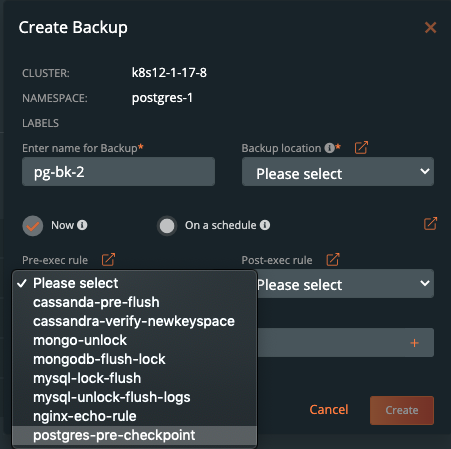 Create Backup
CLUSTER: k8s12-1-17-8
NAMESPACE: postgres-1
LABELS
Enter name for Backup* Backup location *
pg-bk-2 Please select
Now On a schedule
Pre-exec rule Post-exec rule
Please select
Please select
cassanda-pre-flush
cassandra-verify-newkeyspace
mongo-unlock
mongodb-flush-lock
mysql-lock-flush
mysql-unlock-flush-logs
nginx-echo-rule
postgres-pre-checkpoint
Cancel Create